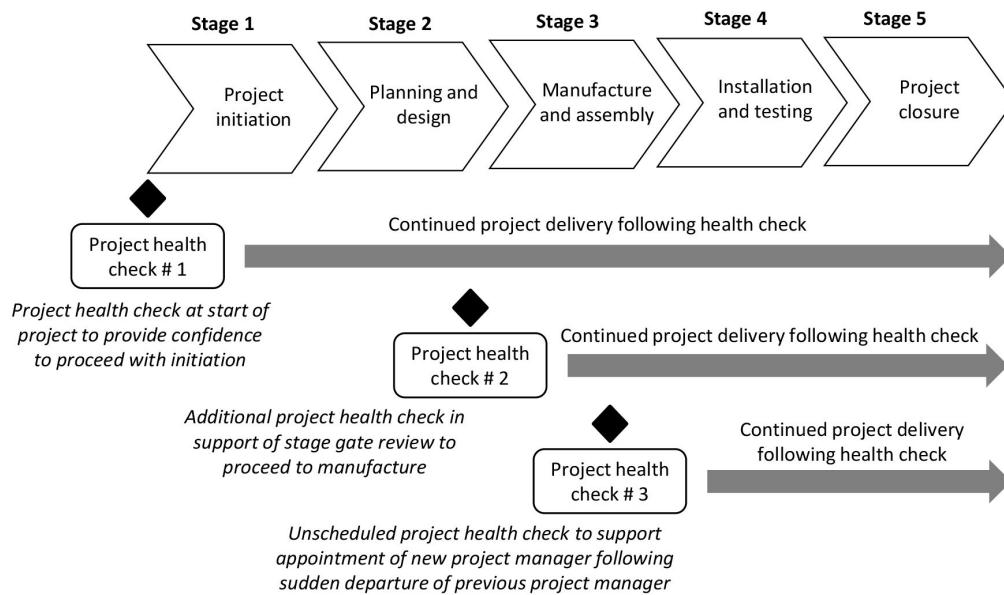 Stage 1
Stage 2
Stage 3
Stage 4
Stage 5
Project
initiation
Planning and
design
Manufacture
and assembly
Installation
and testing
Project
closure
Project health
check # 1
Continued project delivery following health check
Project health check at start of
project to provide confidence
to proceed with initiation
Project health
check # 2
Continued project delivery following health check
Additional project health check in
support of stage gate review to
proceed to manufacture
Project health
check # 3
Continued project delivery
following health check
Unscheduled project health check to support
appointment of new project manager following
sudden departure of previous project manager